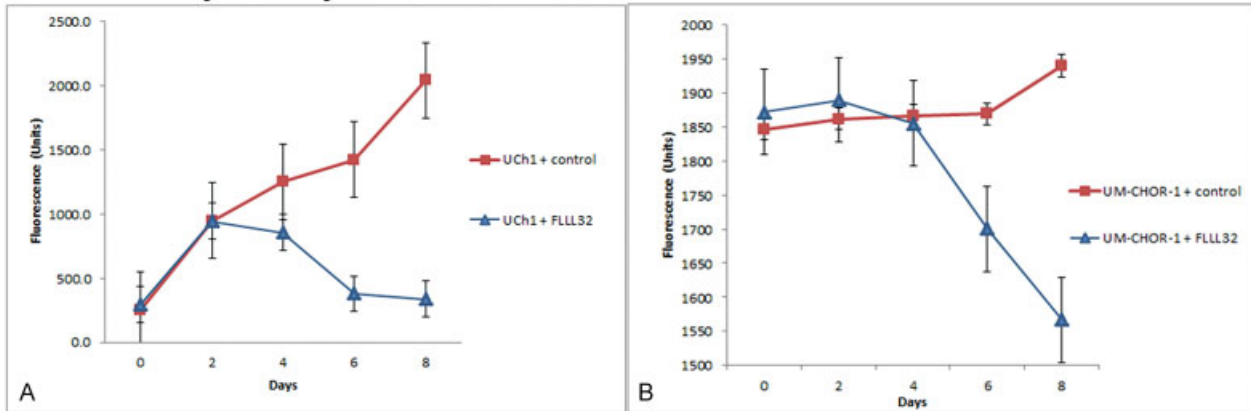 2500.0
2000.0
1500.0
1000.0
500.0
0.0
Fluorescence (Units)
0 2 4 6 8
Days
UCh1 + control
UCh1 + FLLL32
A
2000
1950
1900
1850
1800
1750
1700
1650
1600
1550
1500
Fluorescence (Units)
0 2 4 6 8
Days
UM-CHOR-1 + control
UM-CHOR-1 + FLLL32
B